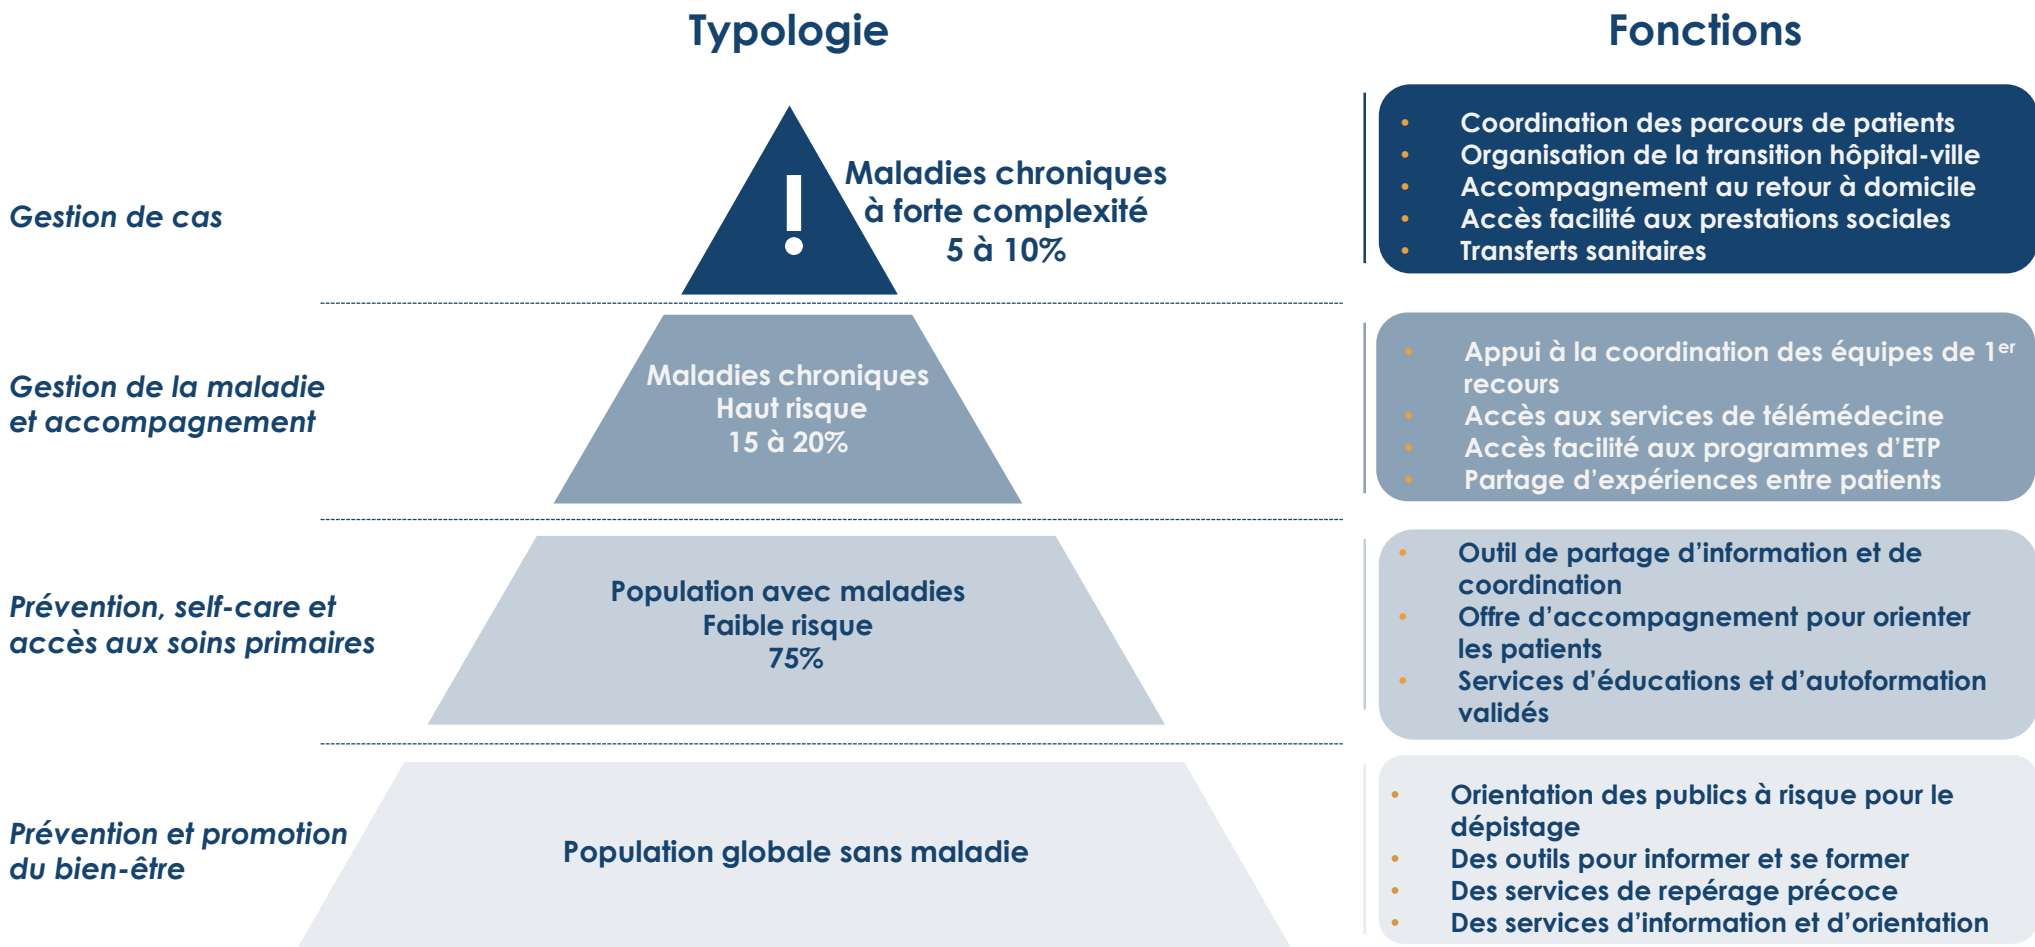 Typologie
Fonctions
Gestion de cas
!
Maladies chroniques
à forte complexité
5 à 10%
• Coordination des parcours de patients
• Organisation de la transition hôpital-ville
• Accompagnement au retour à domicile
• Accès facilité aux prestations sociales
• Transferts sanitaires
Gestion de la maladie
et accompagnement
Maladies chroniques
Haut risque
15 à 20%
• Appui à la coordination des équipes de 1er
recours
• Accès aux services de télémédecine
• Accès facilité aux programmes d’ETP
• Partage d’expériences entre patients
Prévention, self-care et
accès aux soins primaires
Population avec maladies
Faible risque
75%
• Outil de partage d’information et de
coordination
• Offre d’accompagnement pour orienter
les patients
• Services d’éducations et d’autoformation
validés
Prévention et promotion
du bien-être
Population globale sans maladie
• Orientation des publics à risque pour le
dépistage
• Des outils pour informer et se former
• Des services de repérage précoce
• Des services d’information et d’orientation